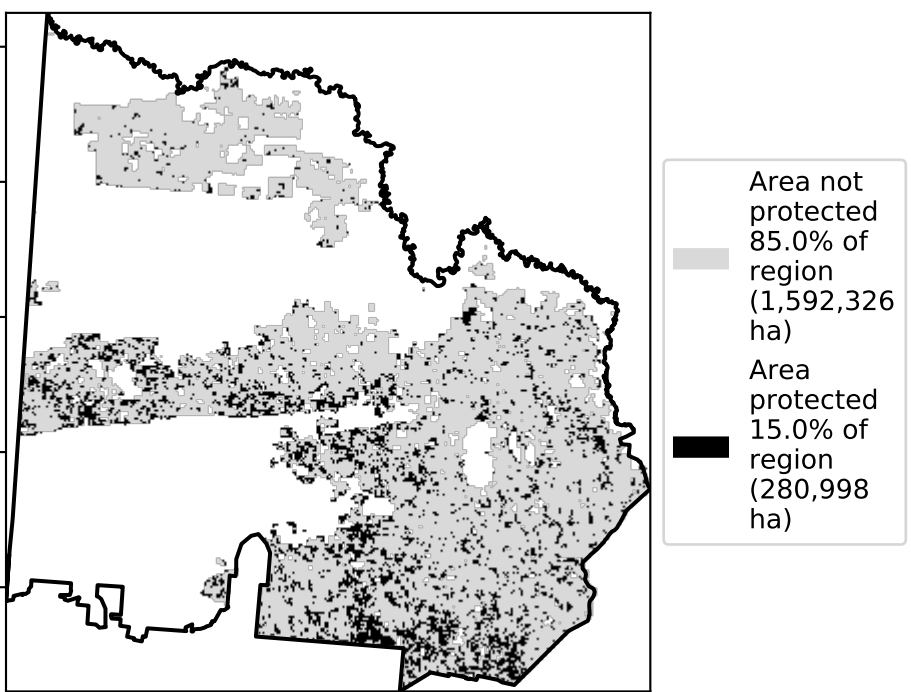 Area not
protected
85.0% of
region
(1,592,326
ha)
Area
protected
15.0% of
region
(280,998
ha)